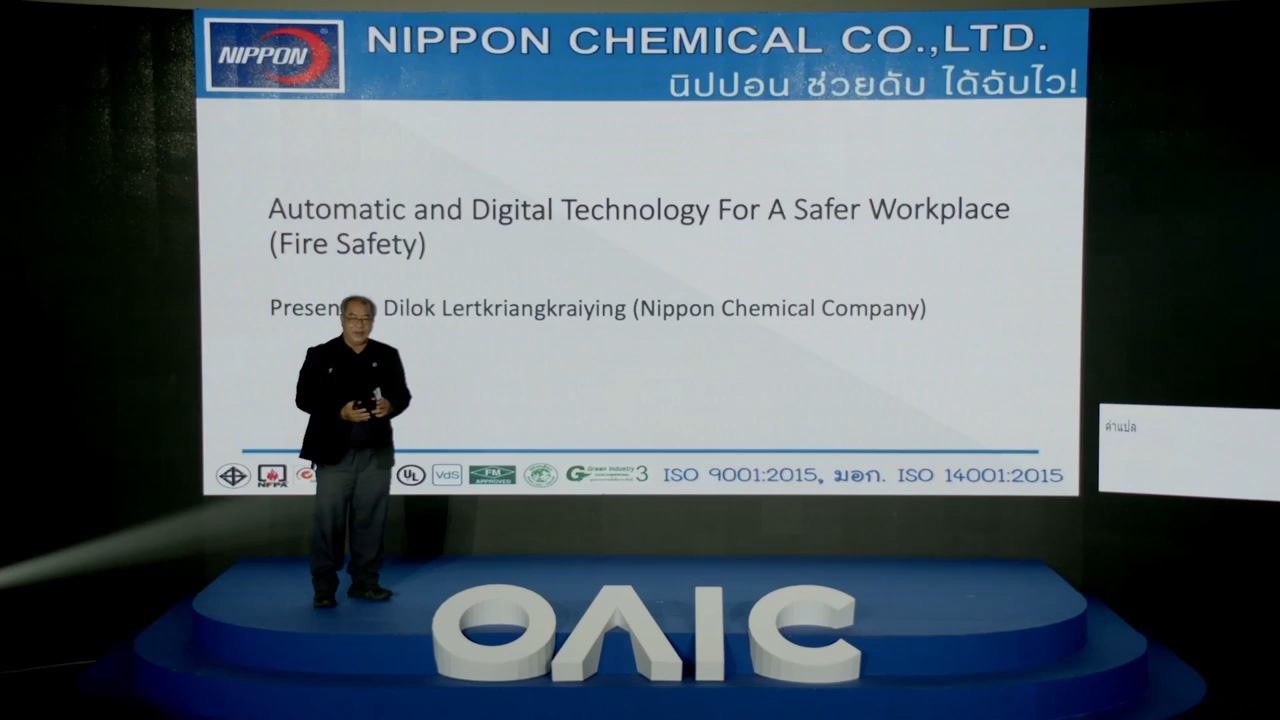 NIPPON
NIPPON CHEMICAL CO.,LTD.
นิปปอน ช่วยดับ ได้ฉับไว!
Automatic and Digital Technology For A Safer Workplace
(Fire Safety)
Presen Dilok Lertkriangkraiying (Nippon Chemical Company)
คำแปล
NFPA UL VdS FM APPROVED Green Industry 3 ISO 9001:2015, มอก. ISO 14001:2015
OAIC